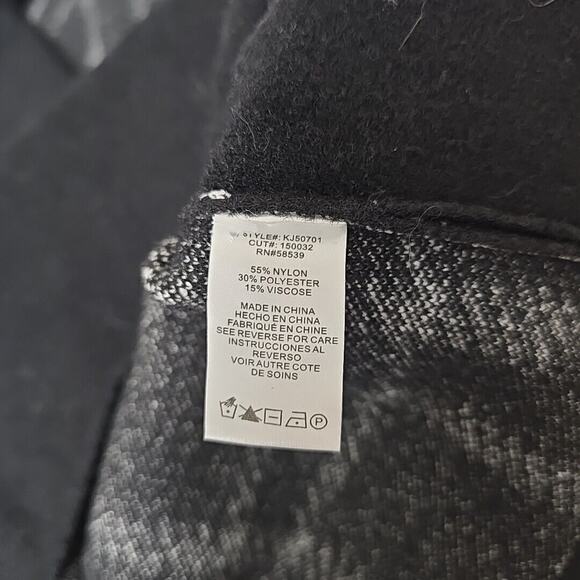 STYLE#: KJ50701
CUT#: 150032
RN#58539
55% NYLON
30% POLYESTER
15% VISCOSE
MADE IN CHINA
HECHO EN CHINA
FABRIQUÉ EN CHINE
SEE REVERSE FOR CARE
INSTRUCCIONES AL
REVERSO
VOIR AUTRE COTE
DE SOINS
P